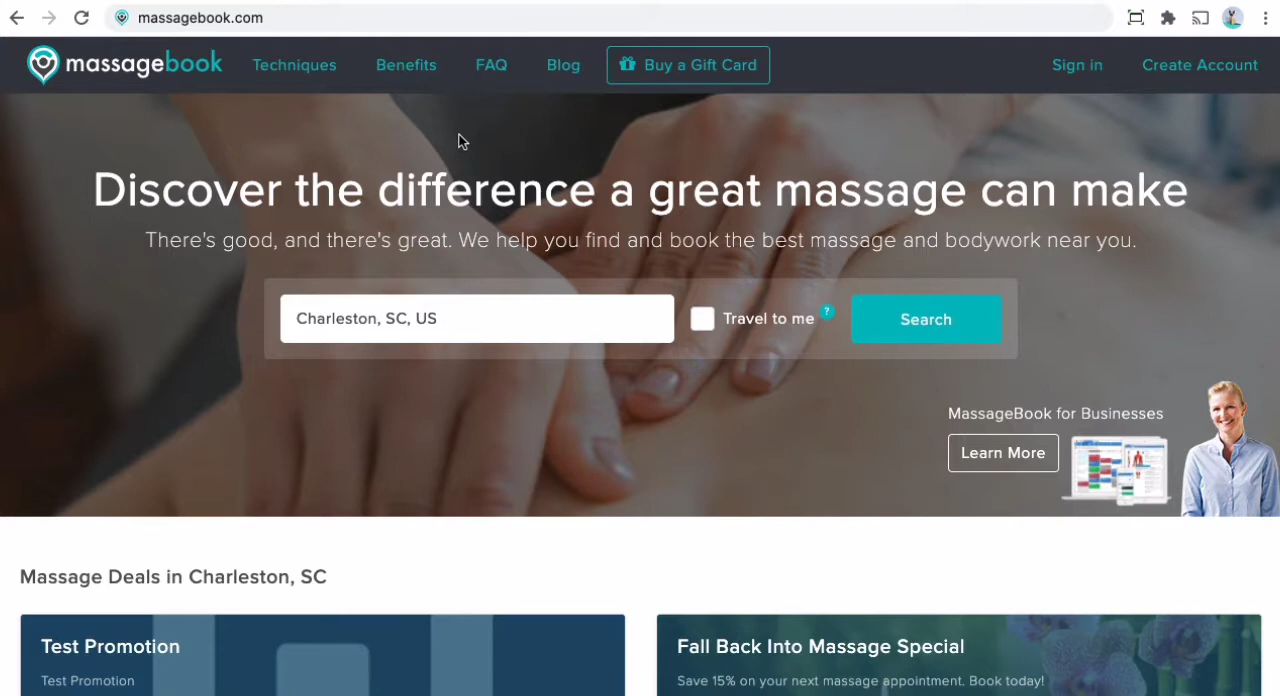 massagebook.com
massagebook Techniques Benefits FAQ Blog Buy a Gift Card Sign in Create Account
Discover the difference a great massage can make
There's good, and there's great. We help you find and book the best massage and bodywork near you.
Charleston, SC, US Travel to me ? Search
MassageBook for Businesses
Learn More
Massage Deals in Charleston, SC
Test Promotion
Test Promotion
Fall Back Into Massage Special
Save 15% on your next massage appointment. Book today!